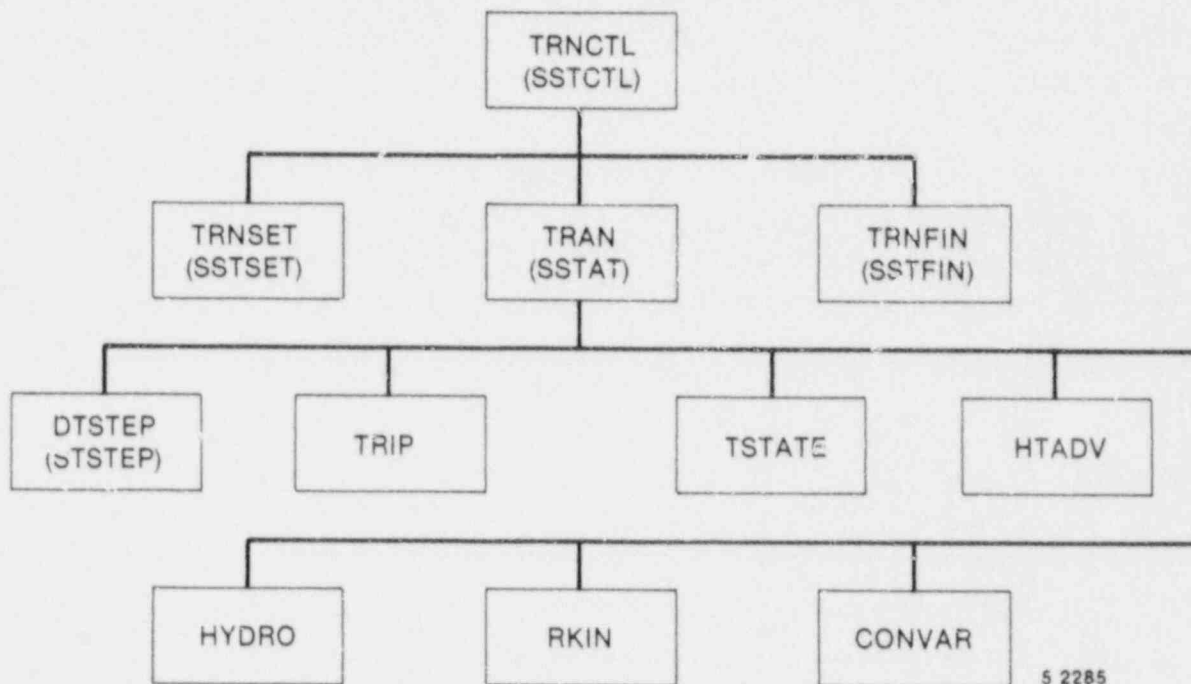 TRNCTL
(SSTCTL)
TRNSET
(SSTSET)
TRAN
(SSTAT)
TRNFIN
(SSTFIN)
DTSTEP
(STSTEP)
TRIP
TSTATE
HTADV
HYDRO
RKIN
CONVAR
5 2285